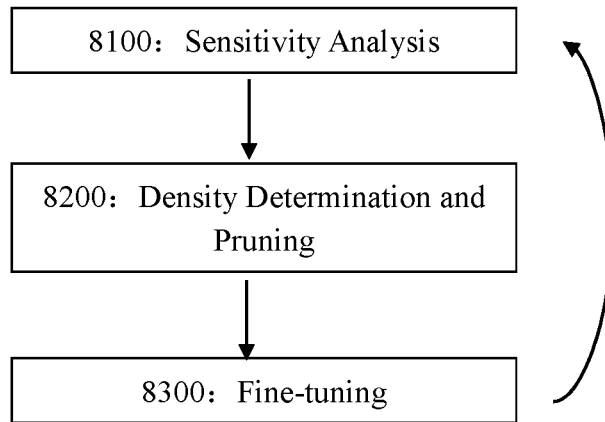 8100：Sensitivity Analysis
8200：Density Determination and
Pruning
8300：Fine-tuning